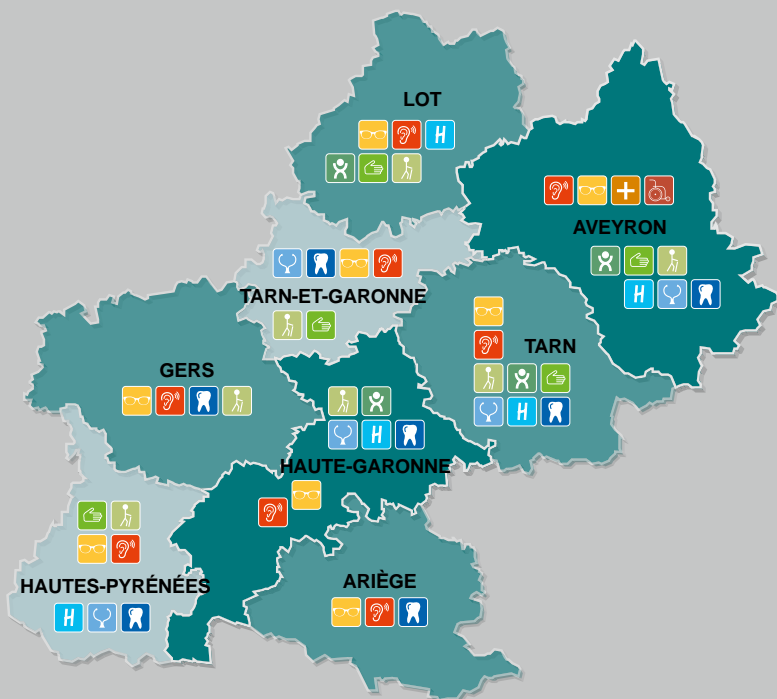 LOT
H
AVEYRON
H
TARN-ET-GARONNE
TARN
H
GERS
H
HAUTE-GARONNE
HAUTES-PYRÉNÉES
H
ARIÈGE